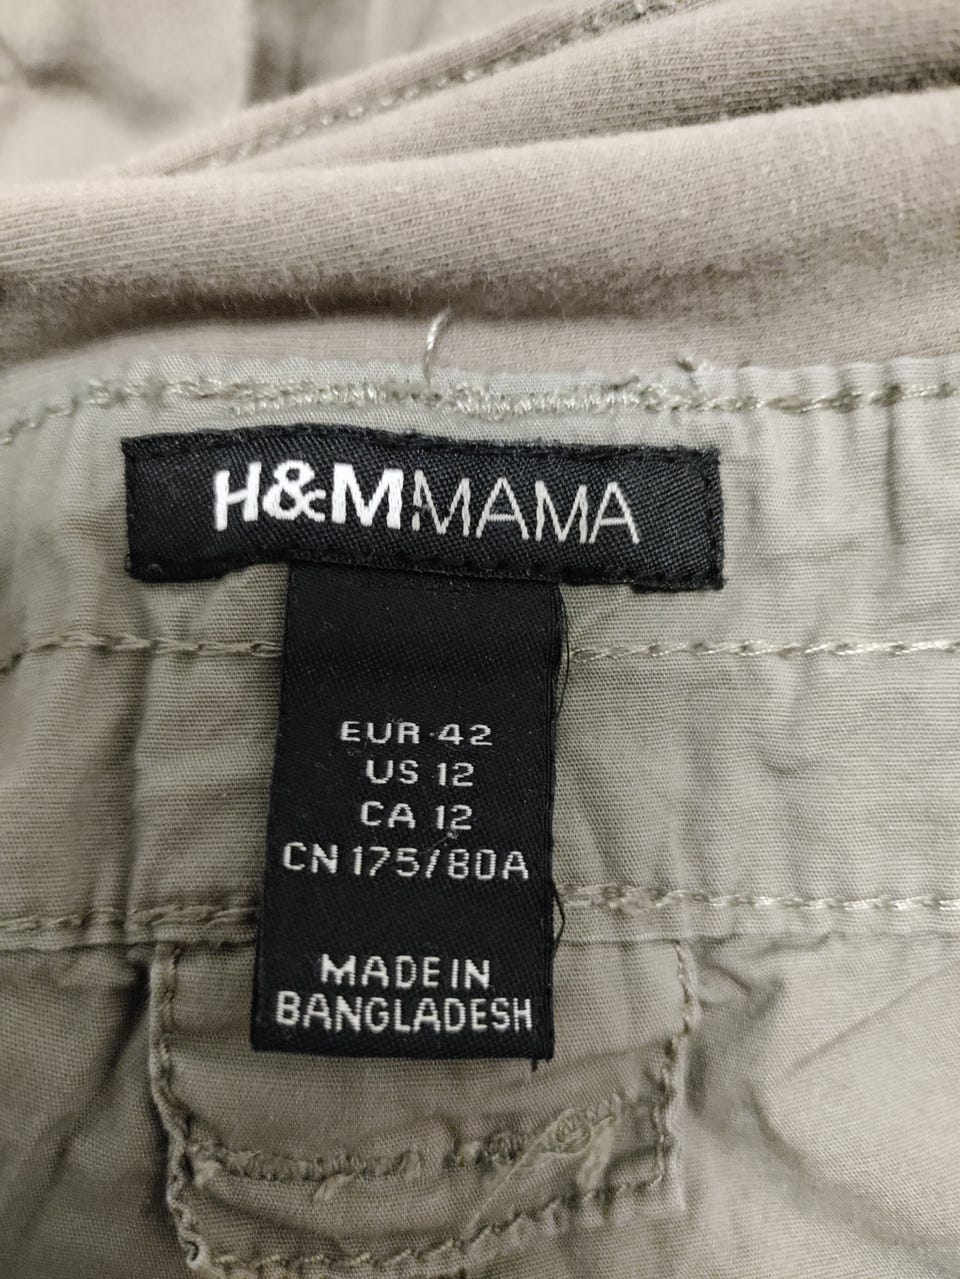 H&M MAMA
EUR 42
US 12
CA 12
CN 175/80A
MADE IN
BANGLADESH